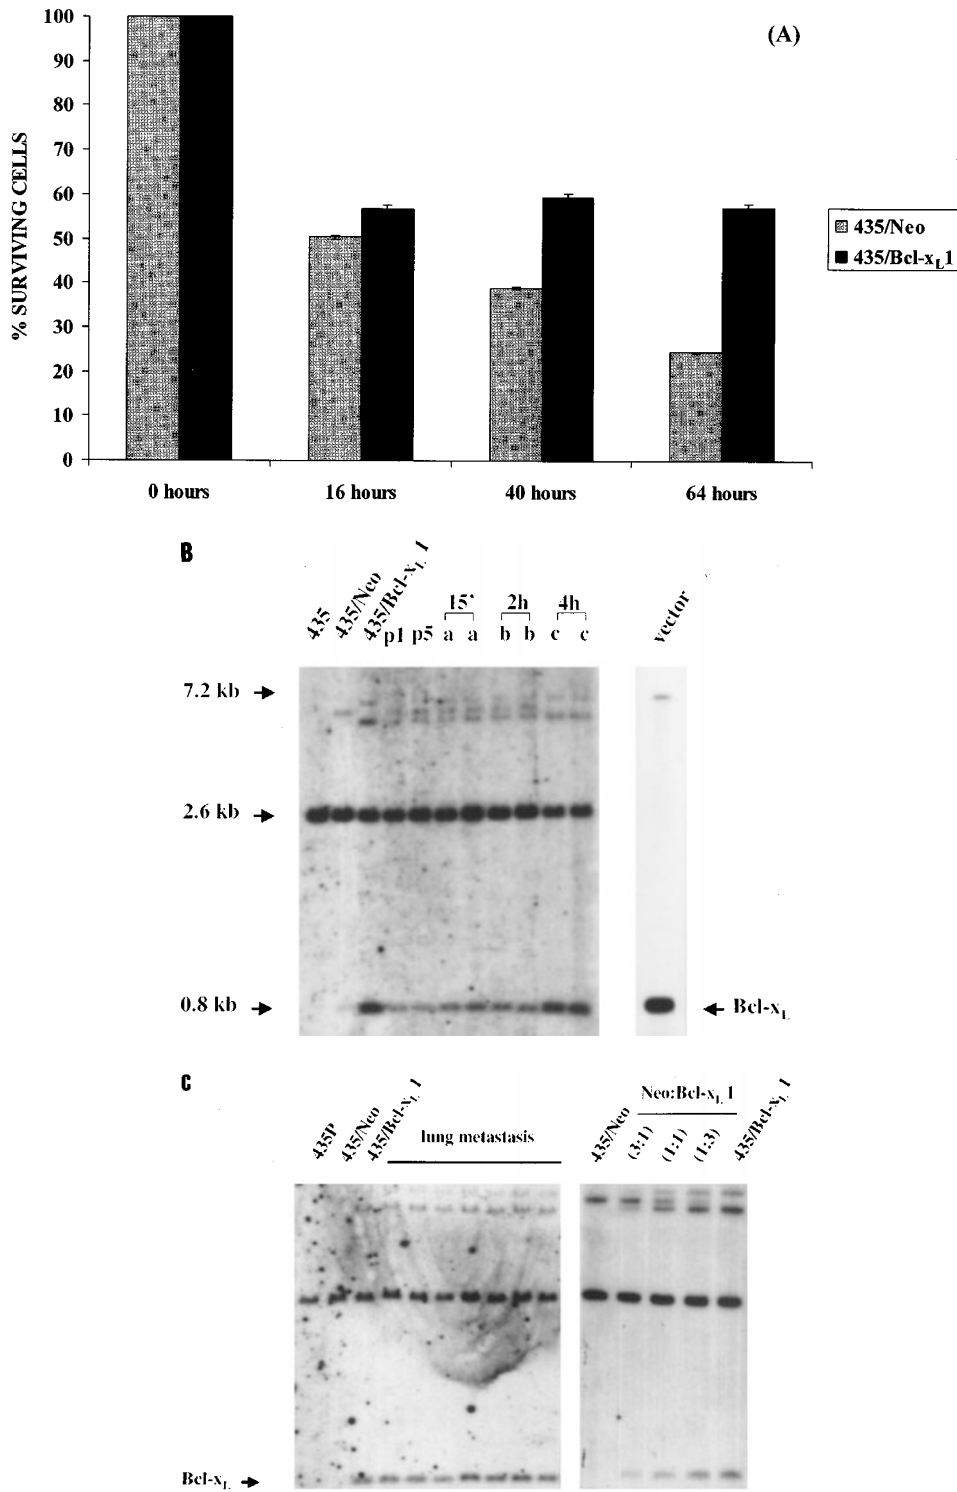 (A)
% SURVIVING CELLS
100
90
80
70
60
50
40
30
20
10
0
0 hours
16 hours
40 hours
64 hours
435/Neo
435/Bcl-xL1
B
435
435/Neo
435/Bcl-xL 1
p1
p5
15'
a
a
2h
b
b
4h
c
c
vector
7.2 kb
2.6 kb
0.8 kb
Bcl-xL
C
435P
435/Neo
435/Bcl-xL 1
lung metastasis
435/Neo
Neo:Bcl-xL 1
(3:1)
(1:1)
(1:3)
435/Bcl-xL 1
Bcl-xL